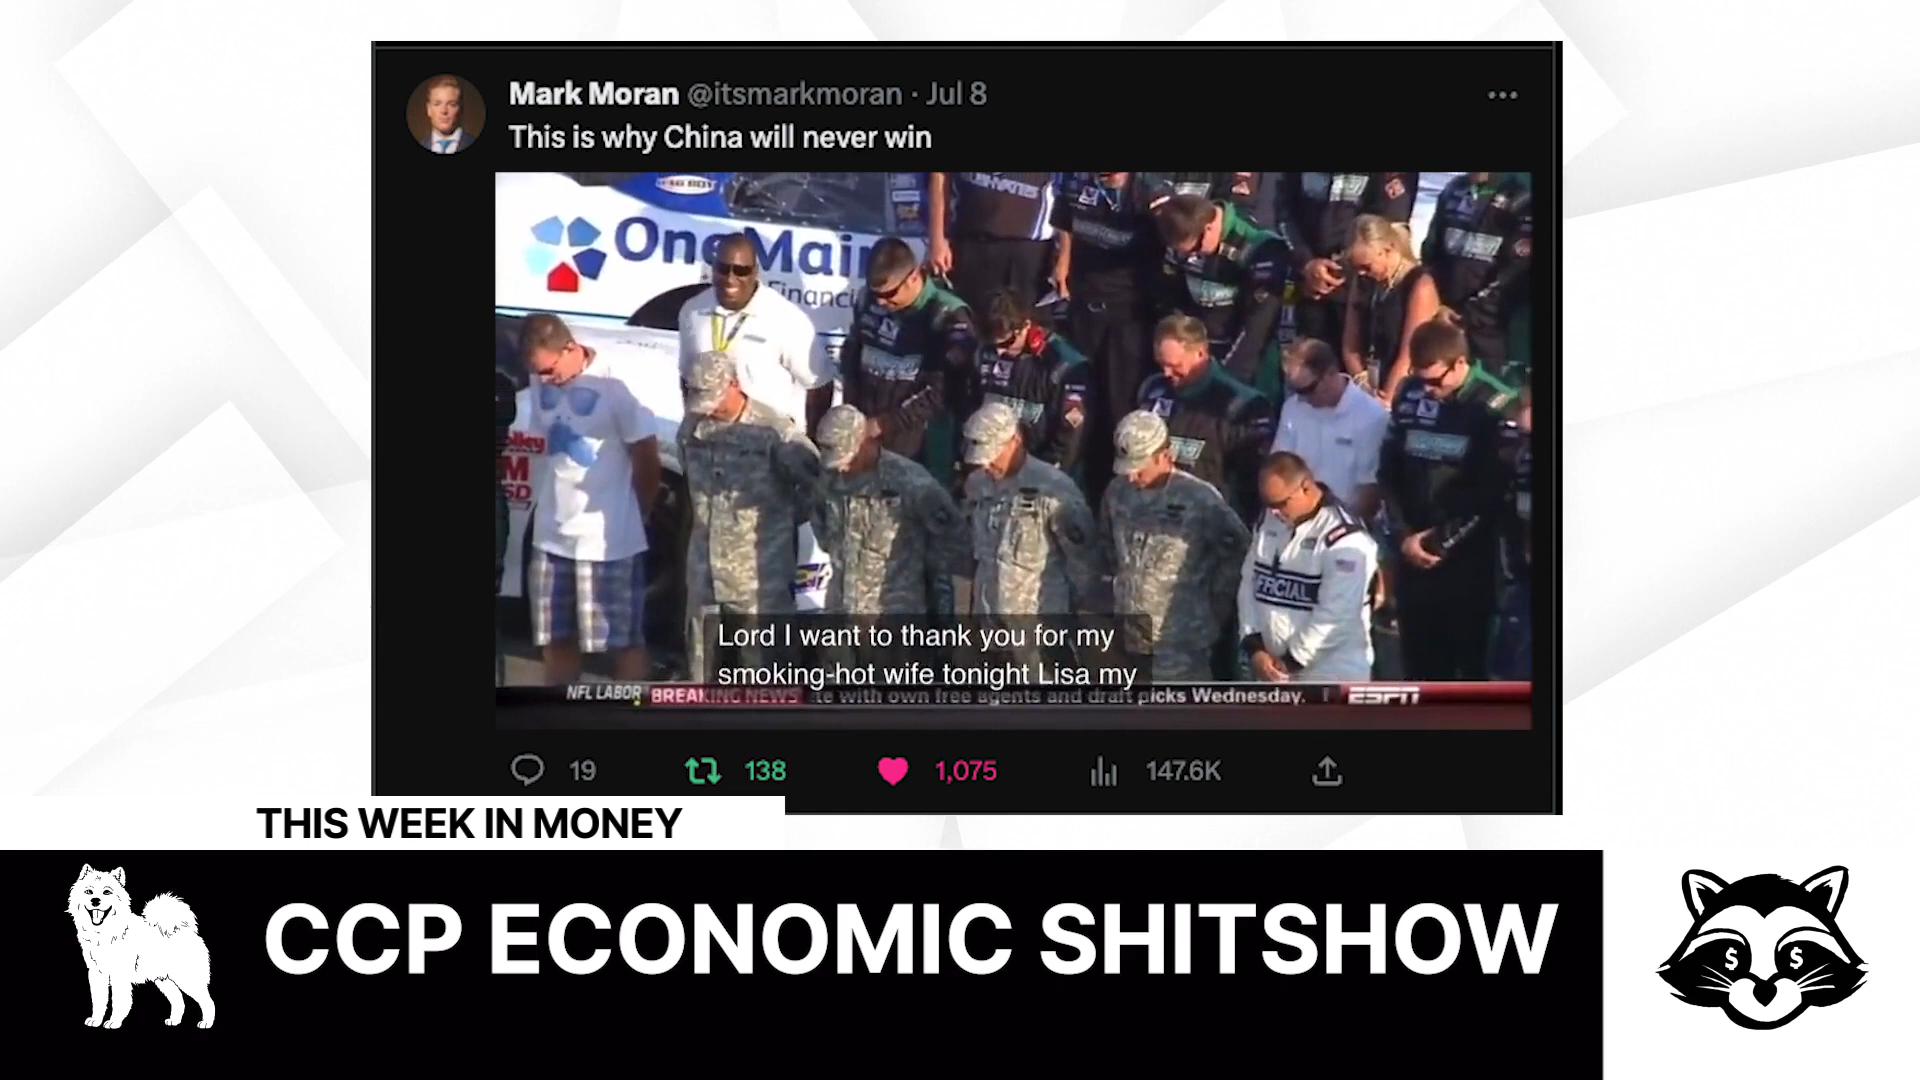 Mark Moran @itsmarkmoran · Jul 8
This is why China will never win
OneMain
Financi
OFFICIAL
Lord I want to thank you for my
smoking-hot wife tonight Lisa my
NFL LABOR BREAKING NEWS te with own free agents and draft picks Wednesday. ESPN
19 138 1,075 147.6K
THIS WEEK IN MONEY
CCP ECONOMIC SHITSHOW
$ $